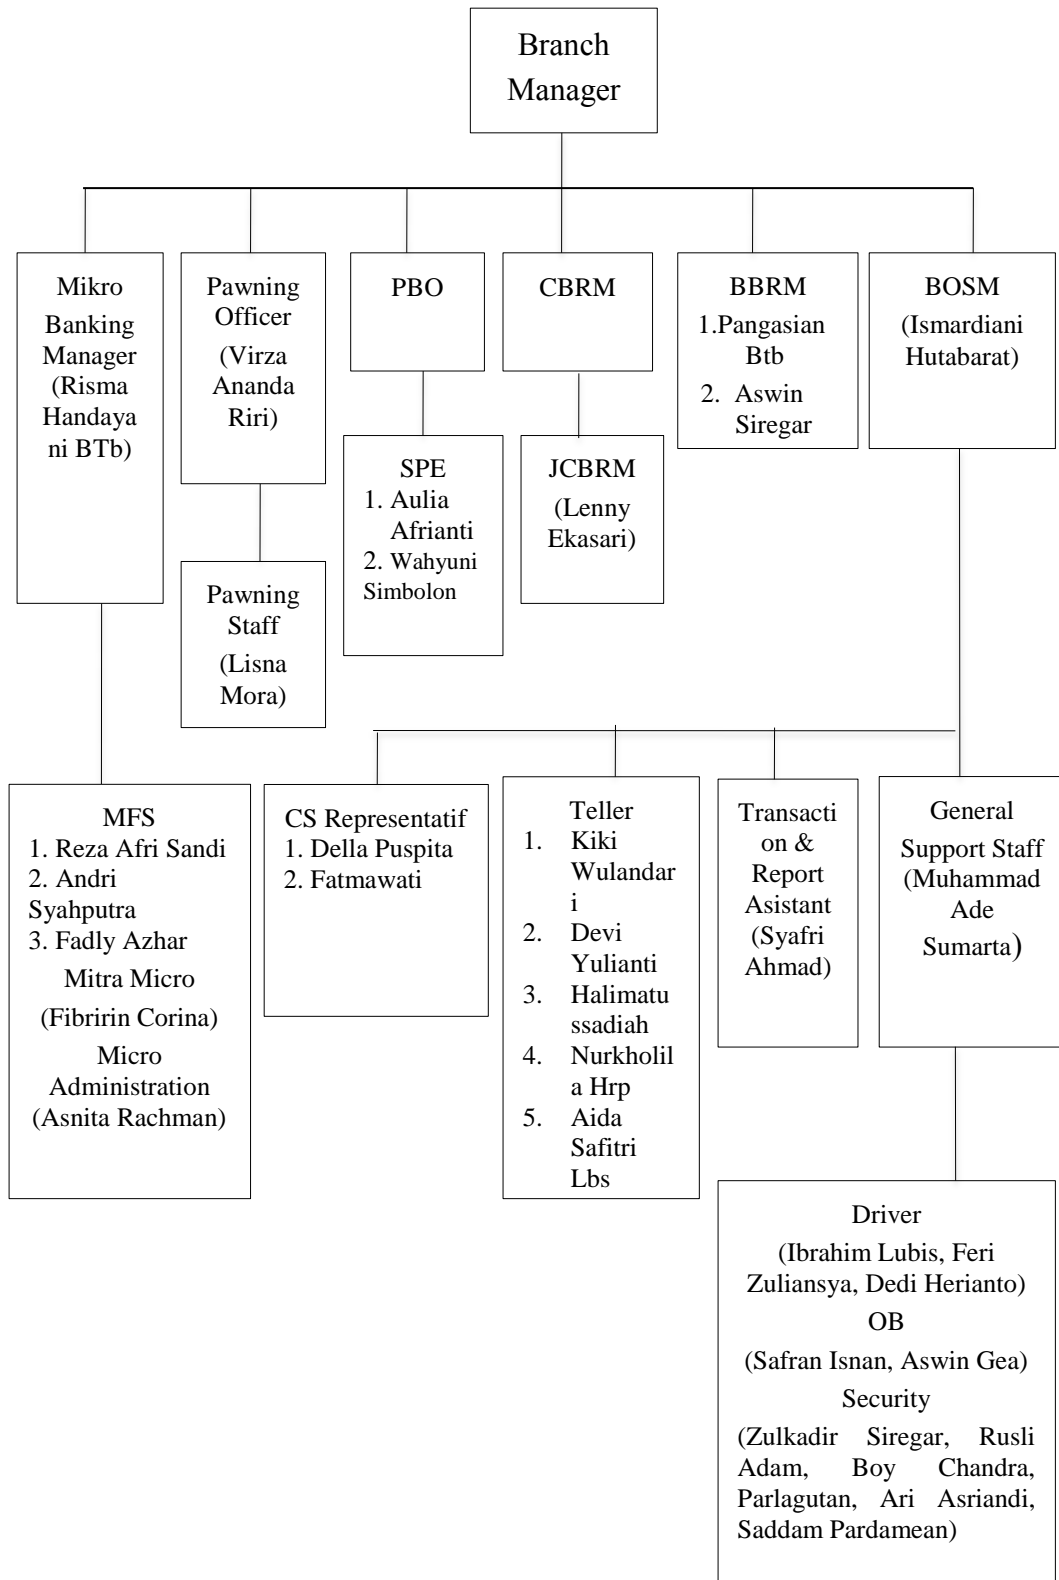 Branch
Manager
Mikro
Banking
Manager
(Risma
Handaya
ni BTb)
Pawning
Officer
(Virza
Ananda
Riri)
PBO
CBRM
BBRM
1.Pangasian
Btb
2. Aswin
Siregar
BOSM
(Ismardiani
Hutabarat)
SPE
1. Aulia
Afrianti
2. Wahyuni
Simbolon
JCBRM
(Lenny
Ekasari)
Pawning
Staff
(Lisna
Mora)
MFS
1. Reza Afri Sandi
2. Andri
Syahputra
3. Fadly Azhar
Mitra Micro
(Fibririn Corina)
Micro
Administration
(Asnita Rachman)
CS Representatif
1. Della Puspita
2. Fatmawati
Teller
1. Kiki
Wulandar
i
2. Devi
Yulianti
3. Halimatu
ssadiah
4. Nurkholil
a Hrp
5. Aida
Safitri
Lbs
Transacti
on &
Report
Asistant
(Syafri
Ahmad)
General
Support Staff
(Muhammad
Ade
Sumarta)
Driver
(Ibrahim Lubis, Feri
Zuliansya, Dedi Herianto)
OB
(Safran Isnan, Aswin Gea)
Security
(Zulkadir Siregar, Rusli
Adam, Boy Chandra,
Parlagutan, Ari Asriandi,
Saddam Pardamean)